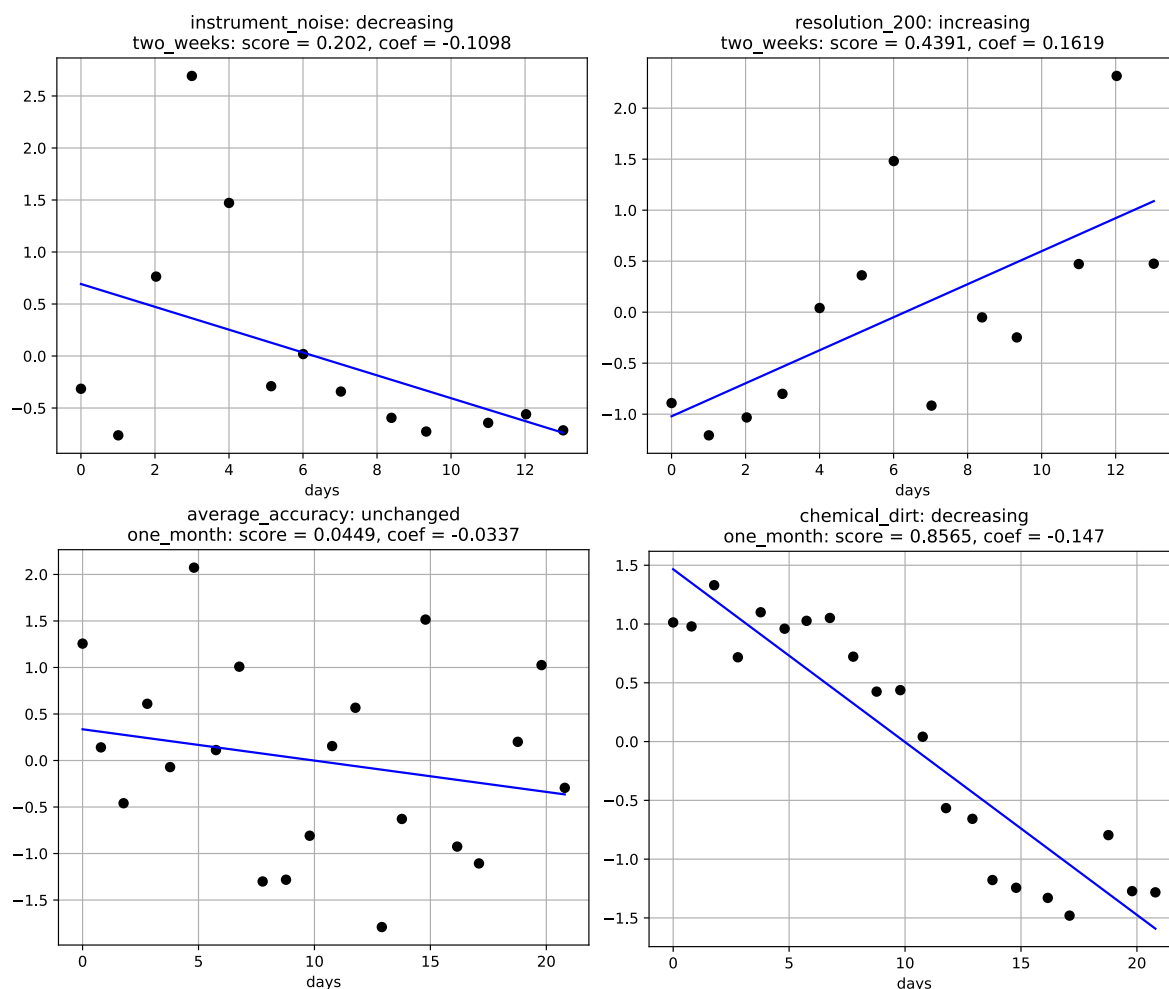 instrument_noise: decreasing
two_weeks: score = 0.202, coef = -0.1098
2.5
2.0
1.5
1.0
0.5
0.0
−0.5
0 2 4 6 8 10 12
days
resolution_200: increasing
two_weeks: score = 0.4391, coef = 0.1619
2.0
1.5
1.0
0.5
0.0
−0.5
−1.0
0 2 4 6 8 10 12
days
average_accuracy: unchanged
one_month: score = 0.0449, coef = -0.0337
2.0
1.5
1.0
0.5
0.0
−0.5
−1.0
−1.5
0 5 10 15 20
days
chemical_dirt: decreasing
one_month: score = 0.8565, coef = -0.147
1.5
1.0
0.5
0.0
−0.5
−1.0
−1.5
0 5 10 15 20
days